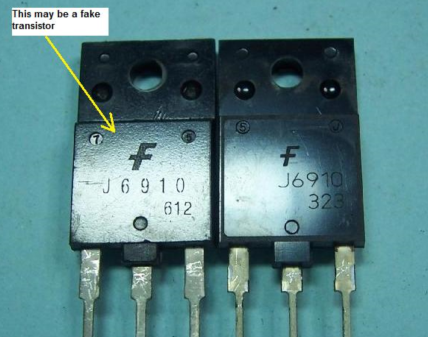 This may be a fake
transistor
J6910
612
J6910
323